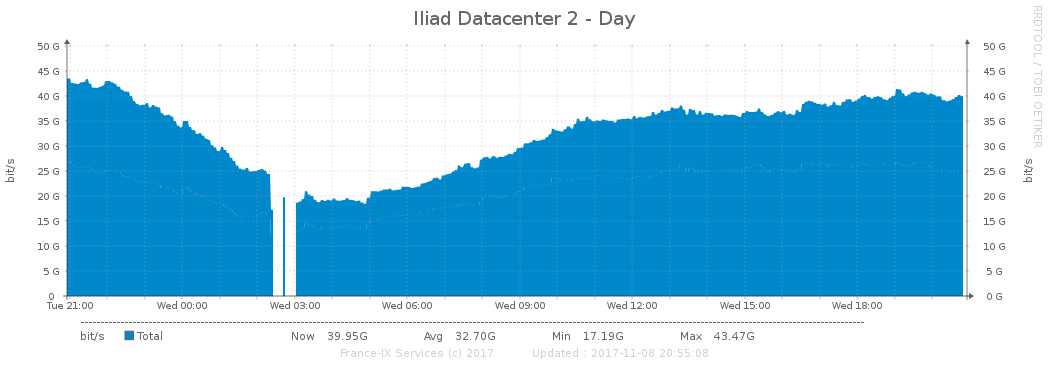 Iliad Datacenter 2 - Day
RRDTOOL / TOBI OETIKER
bit/s
50 G
45 G
40 G
35 G
30 G
25 G
20 G
15 G
10 G
5 G
0
50 G
45 G
40 G
35 G
30 G
25 G
20 G
15 G
10 G
5 G
0 G
bit/s
Tue 21:00 Wed 00:00 Wed 03:00 Wed 06:00 Wed 09:00 Wed 12:00 Wed 15:00 Wed 18:00
bit/s Total Now 39.95G Avg 32.70G Min 17.19G Max 43.47G
France-IX Services (c) 2017 Updated : 2017-11-08 20:55:08